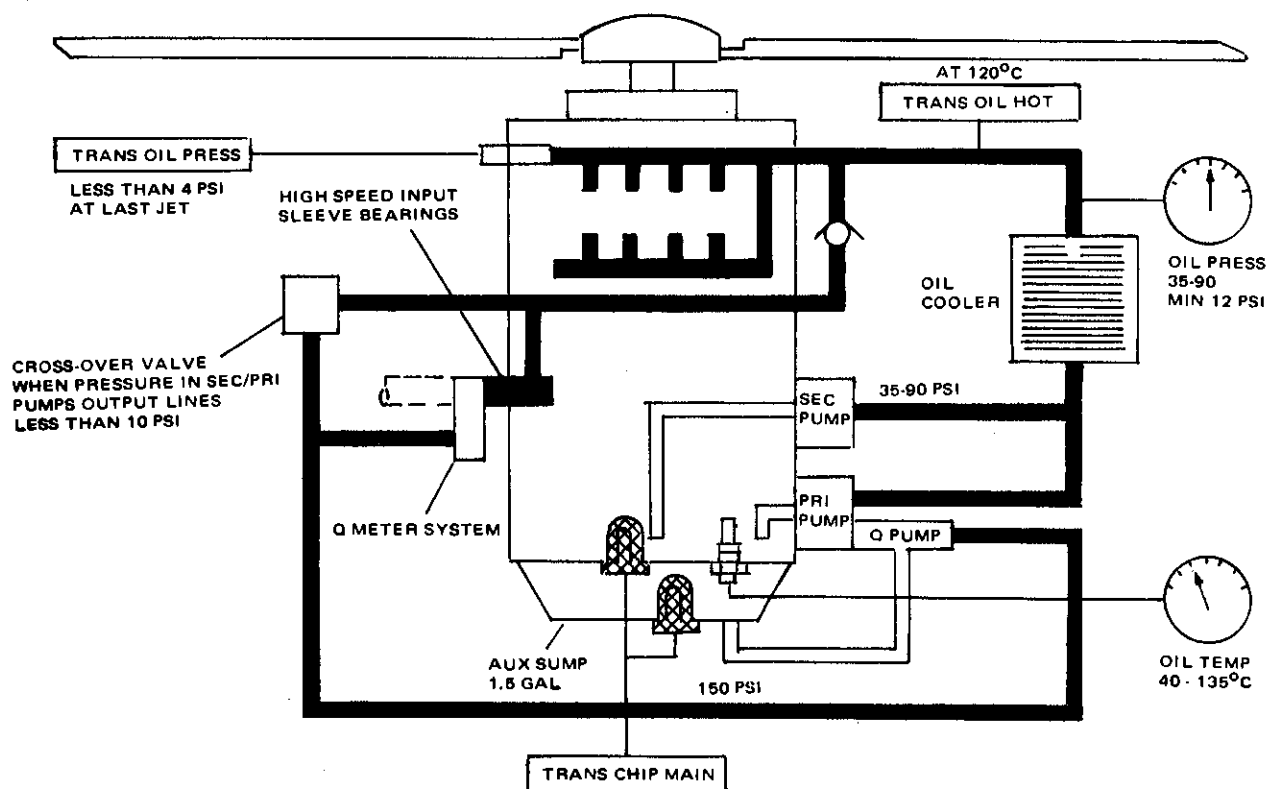 AT 120°C
TRANS OIL HOT
TRANS OIL PRESS
LESS THAN 4 PSI
AT LAST JET
HIGH SPEED INPUT
SLEEVE BEARINGS
OIL PRESS
35-90
MIN 12 PSI
OIL
COOLER
CROSS-OVER VALVE
WHEN PRESSURE IN SEC/PRI
PUMPS OUTPUT LINES
LESS THAN 10 PSI
SEC
PUMP
35-90 PSI
Q METER SYSTEM
PRI
PUMP
Q PUMP
AUX SUMP
1.5 GAL
150 PSI
OIL TEMP
40 - 135°C
TRANS CHIP MAIN